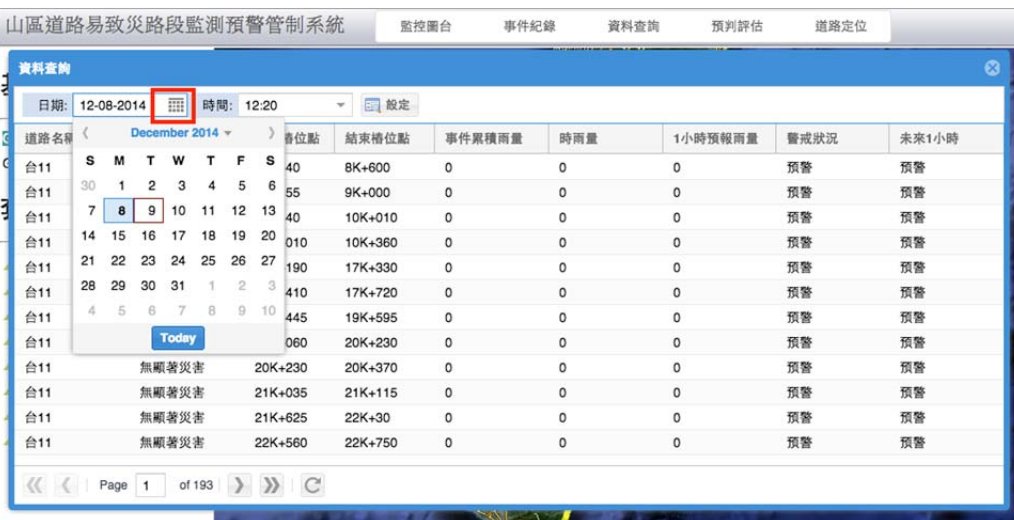 山區道路易致災路段監測預警管制系統 監控圖台 事件紀錄 資料查詢 預判評估 道路定位
資料查詢
日期: 12-08-2014 時間: 12:20 設定
道路名稱 樁位點 結束樁位點 事件累積雨量 時雨量 1小時預報雨量 警戒狀況 未來1小時
December 2014
S M T W T F S
30 1 2 3 4 5 6
7 8 9 10 11 12 13
14 15 16 17 18 19 20
21 22 23 24 25 26 27
28 29 30 31 1 2 3
4 5 6 7 8 9 10
Today
台11 40 8K+600 0 0 0 預警 預警
台11 55 9K+000 0 0 0 預警 預警
台11 40 10K+010 0 0 0 預警 預警
台11 010 10K+360 0 0 0 預警 預警
台11 190 17K+330 0 0 0 預警 預警
台11 410 17K+720 0 0 0 預警 預警
台11 445 19K+595 0 0 0 預警 預警
台11 060 20K+230 0 0 0 預警 預警
台11 無顯著災害 20K+230 20K+370 0 0 0 預警 預警
台11 無顯著災害 21K+035 21K+115 0 0 0 預警 預警
台11 無顯著災害 21K+625 22K+30 0 0 0 預警 預警
台11 無顯著災害 22K+560 22K+750 0 0 0 預警 預警
Page 1 of 193